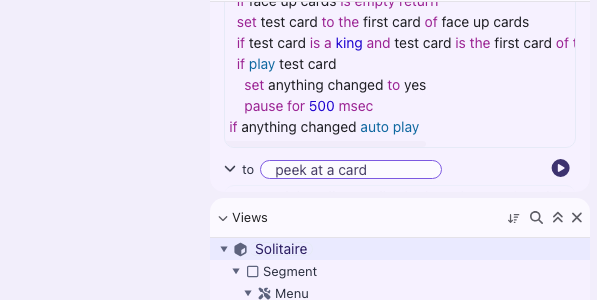 if face up cards is empty return
set test card to the first card of face up cards
if test card is a king and test card is the first card of
if play test card
set anything changed to yes
pause for 500 msec
if anything changed auto play
to peek at a card
Views
Solitaire
Segment
Menu